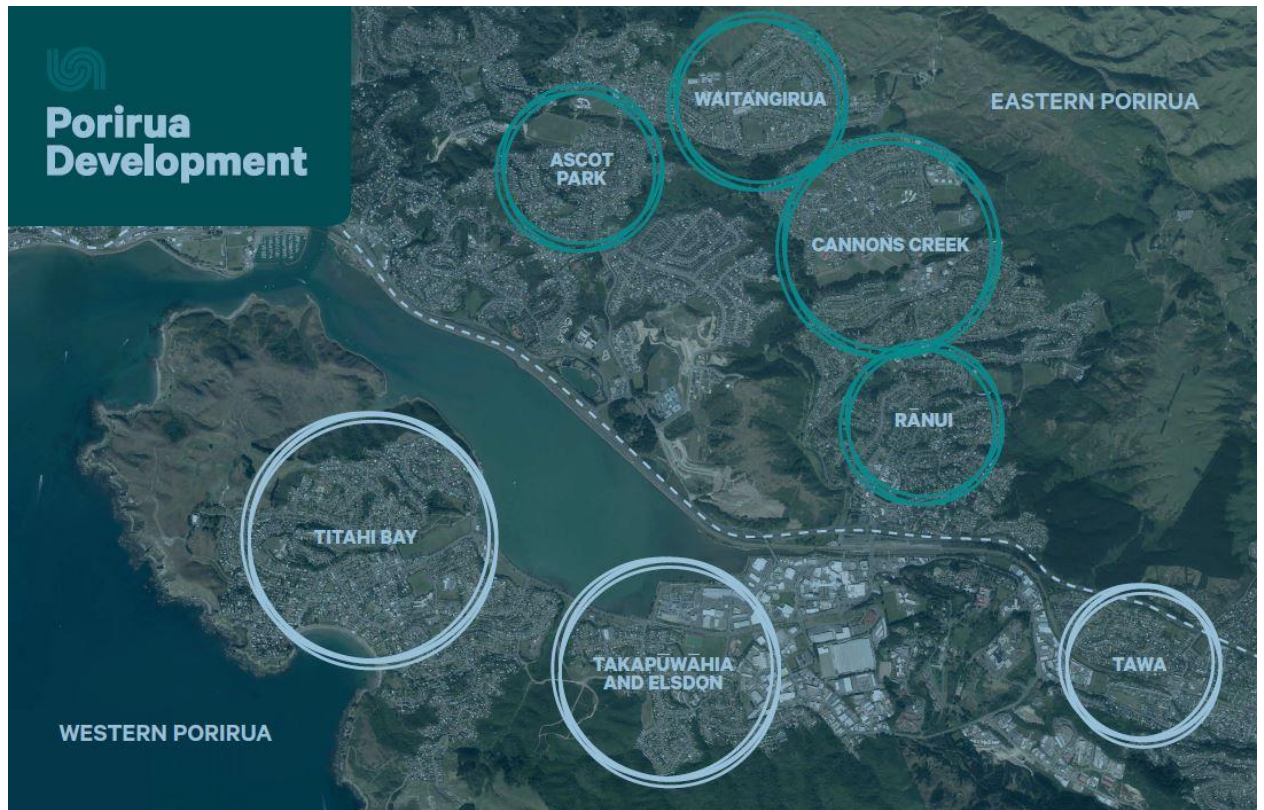 Porirua
Development
WAITANGIRUA
EASTERN PORIRUA
ASCOT
PARK
CANNONS CREEK
RĀNUI
TITAHI BAY
TAKAPŪWĀHIA
AND ELSDON
TAWA
WESTERN PORIRUA